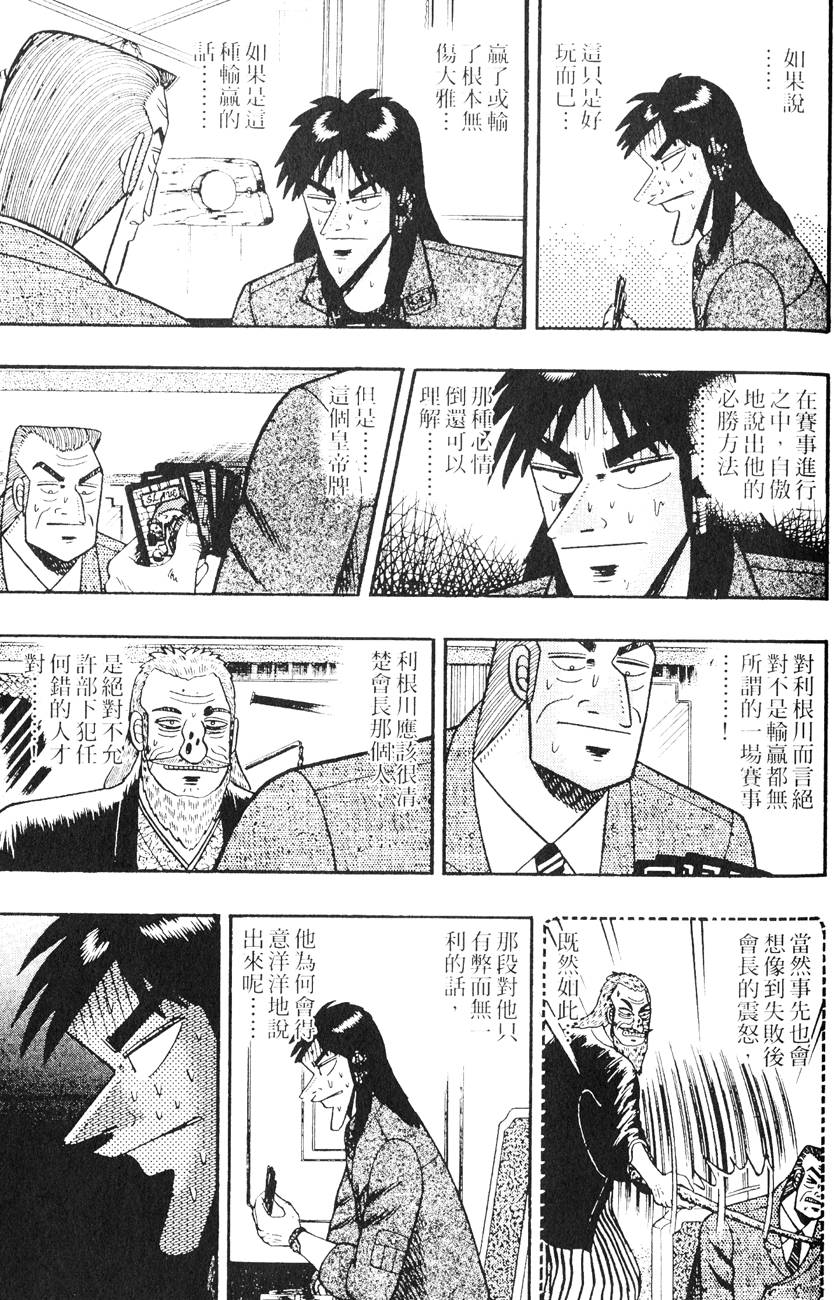 如果說
……
這只是好
玩而已…
贏了或輸
了根本無
傷大雅…
如果是這
種輸贏的
話……
在賽事進行
之中，自傲
地說出他的
必勝方法
……
那種心情
倒還可以
理解……
但是……
這個皇帝牌，
SLAVE
對利根川而言絕
對不是輸贏都無
所謂的一場賽事
……！
利根川應該很清
楚會長那個人…
是絕對不允
許部下犯任
何錯的人才
對……
當然事先也會
想像到失敗後
會長的震怒，
既然如此…
那段對他只
有弊而無一
利的話，
他為何會得
意洋洋地說
出來呢……